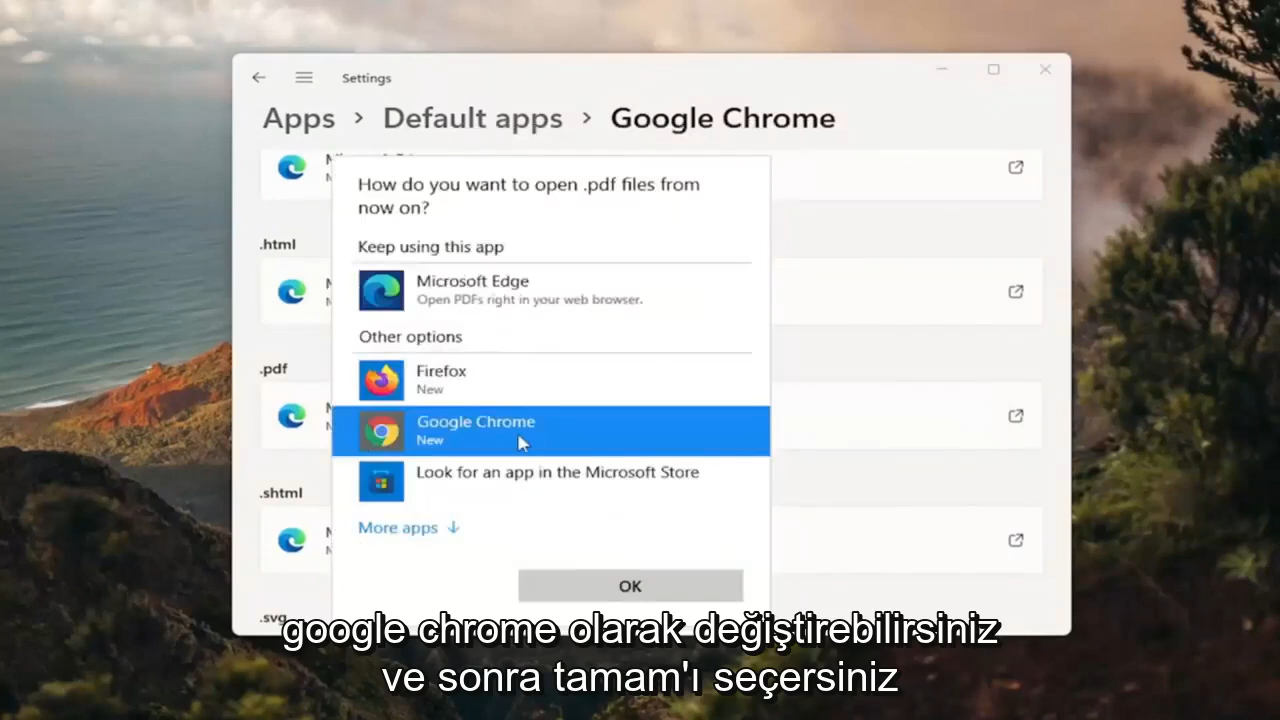 Settings
Apps > Default apps > Google Chrome
How do you want to open .pdf files from
now on?
.html
Keep using this app
Microsoft Edge
Open PDFs right in your web browser.
Other options
.pdf
Firefox
New
Google Chrome
New
Look for an app in the Microsoft Store
.shtml
More apps
OK
.svg
google chrome olarak değiştirebilirsiniz
ve sonra tamam'ı seçersiniz